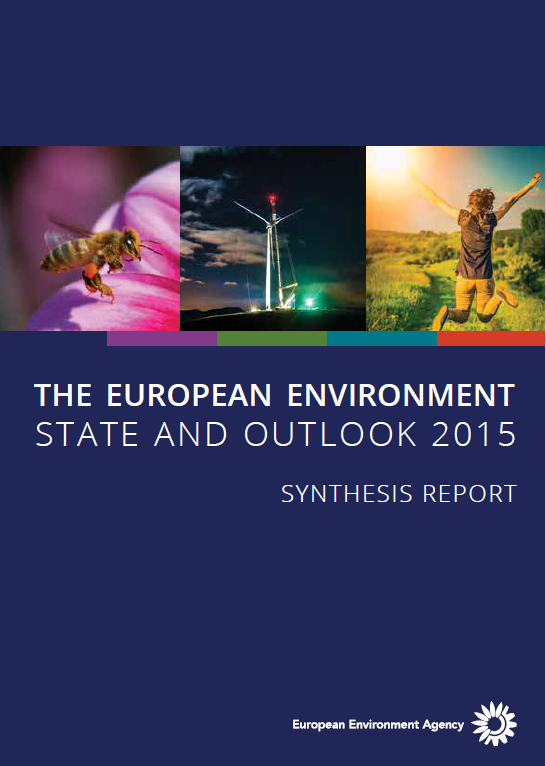 THE EUROPEAN ENVIRONMENT
STATE AND OUTLOOK 2015
SYNTHESIS REPORT
European Environment Agency